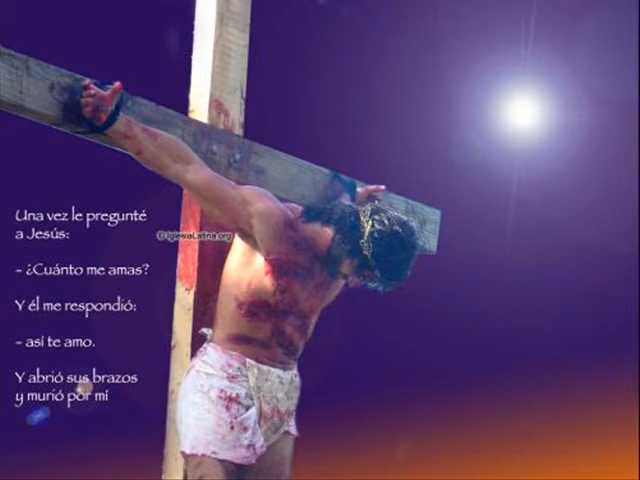 Una vez le pregunté
a Jesús:
- ¿Cuánto me amas?
Y él me respondió:
- asi te amo.
Y abrió sus brazos
y murió por mí
© IglesiaLatina.org